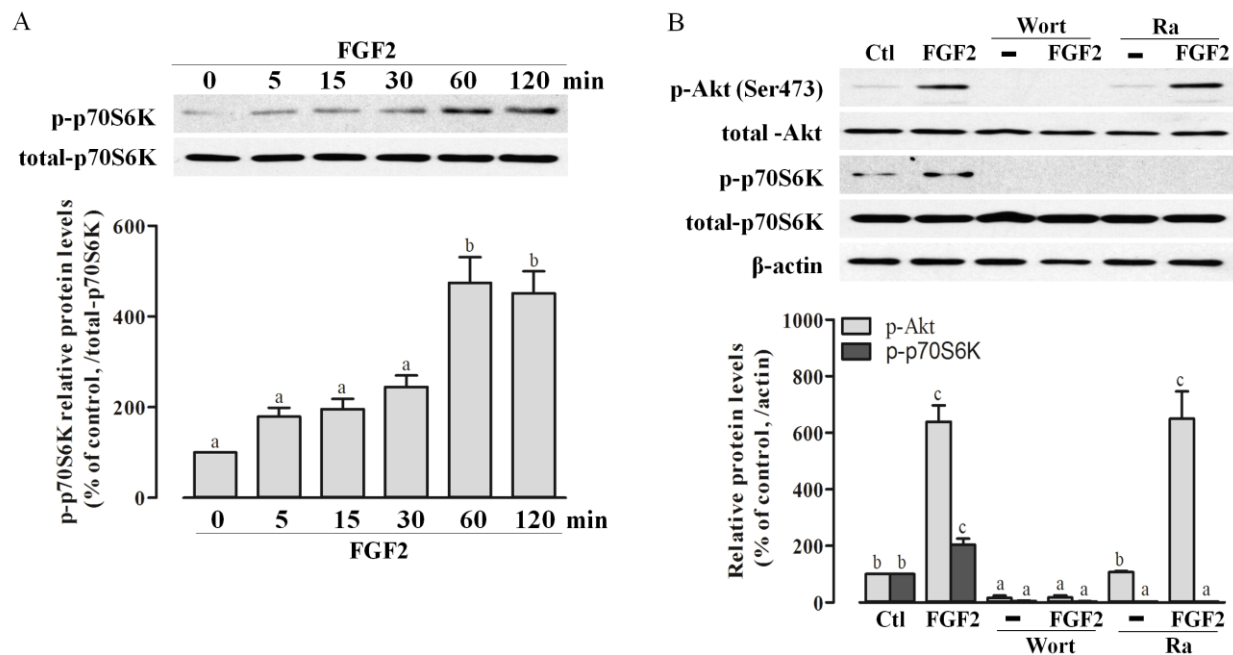 A
FGF2
0 5 15 30 60 120 min
p-p70S6K
total-p70S6K
p-p70S6K relative protein levels
(% of control, /total-p70S6K)
600
400
200
0
a a a a b b
0 5 15 30 60 120 min
FGF2
B
Wort Ra
Ctl FGF2 - FGF2 - FGF2
p-Akt (Ser473)
total -Akt
p-p70S6K
total-p70S6K
β-actin
Relative protein levels
(% of control, /actin)
1000
800
600
400
200
0
p-Akt
p-p70S6K
b b c c a a a a b a c a
Ctl FGF2 - FGF2 - FGF2
Wort Ra